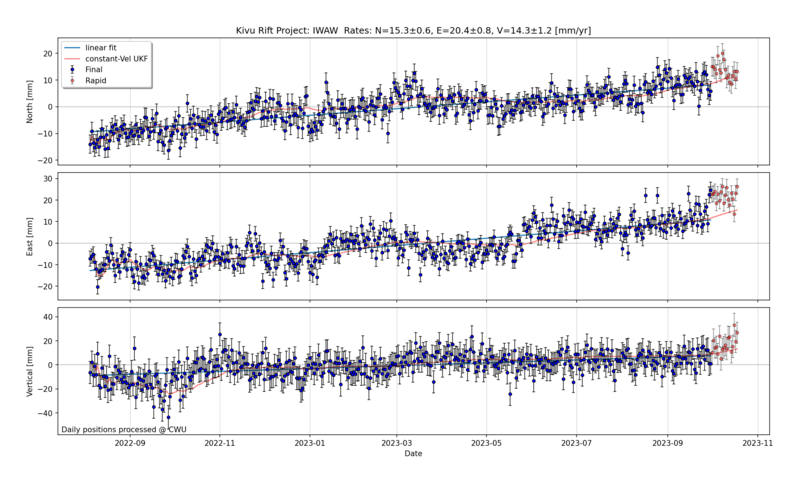 Kivu Rift Project: IWAW  Rates: N=15.3±0.6, E=20.4±0.8, V=14.3±1.2 [mm/yr]
linear fit
constant-Vel UKF
Final
Rapid
North [mm]
20
10
0
−10
−20
East [mm]
30
20
10
0
−10
−20
Vertical [mm]
40
20
0
−20
−40
Daily positions processed @ CWU
2022-09 2022-11 2023-01 2023-03 2023-05 2023-07 2023-09 2023-11
Date